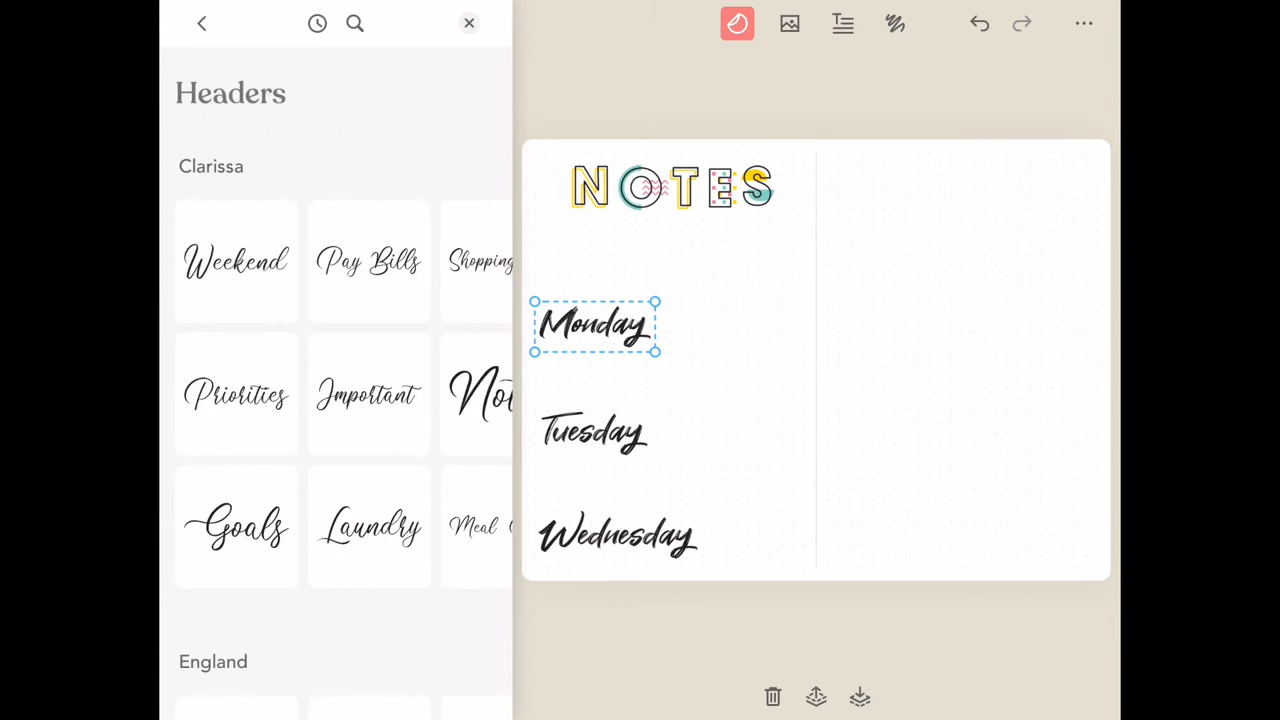 Headers
Clarissa
Weekend
Pay Bills
Shopping
Priorities
Important
Goals
Laundry
Meal
England
NOTES
Monday
Tuesday
Wednesday